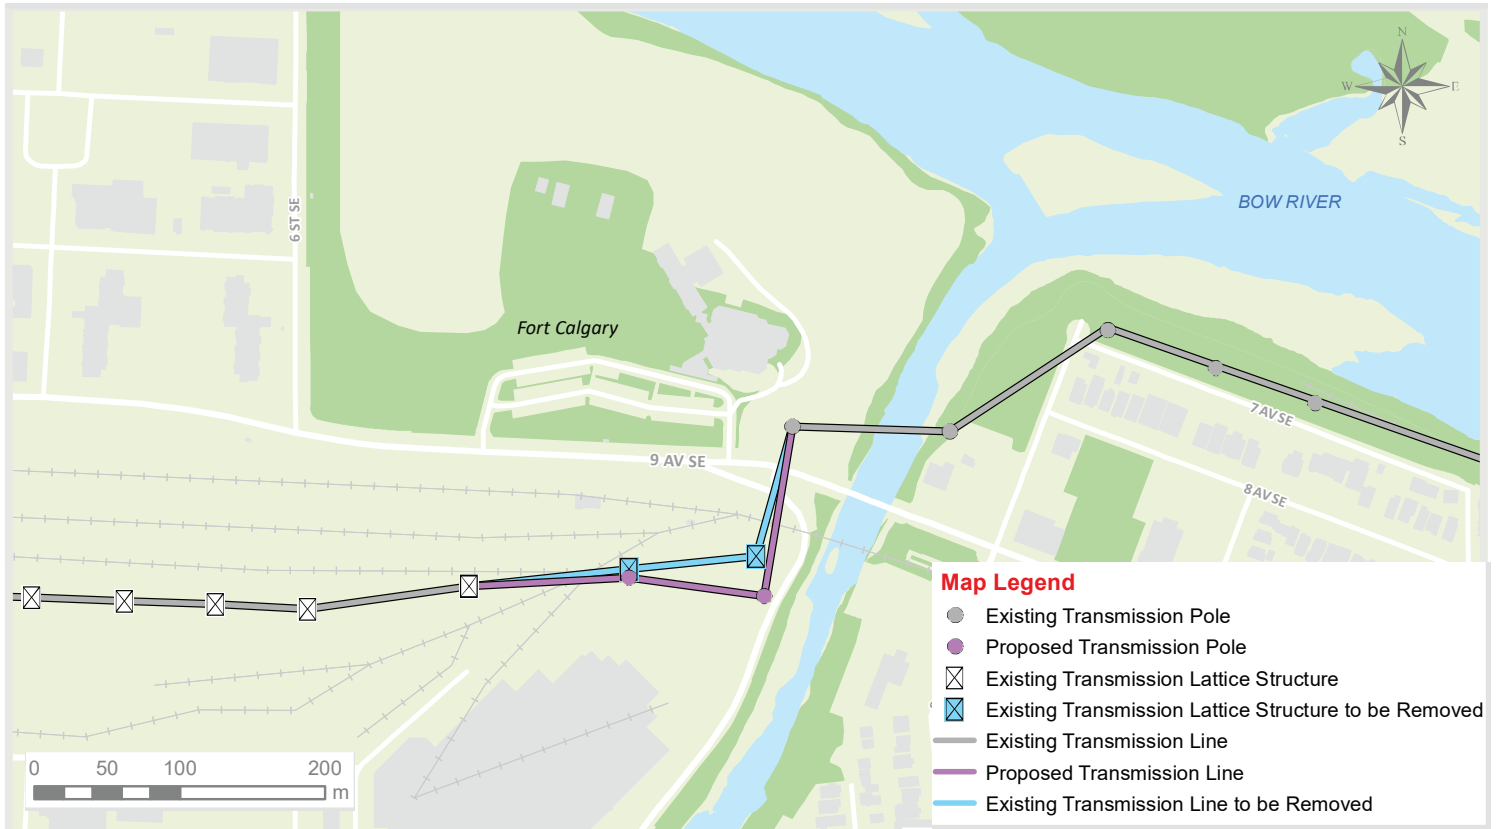 N
W E
S
BOW RIVER
6 ST SE
Fort Calgary
7 AV SE
9 AV SE
8 AV SE
Map Legend
Existing Transmission Pole
Proposed Transmission Pole
Existing Transmission Lattice Structure
Existing Transmission Lattice Structure to be Removed
Existing Transmission Line
Proposed Transmission Line
Existing Transmission Line to be Removed
0 50 100 200
m